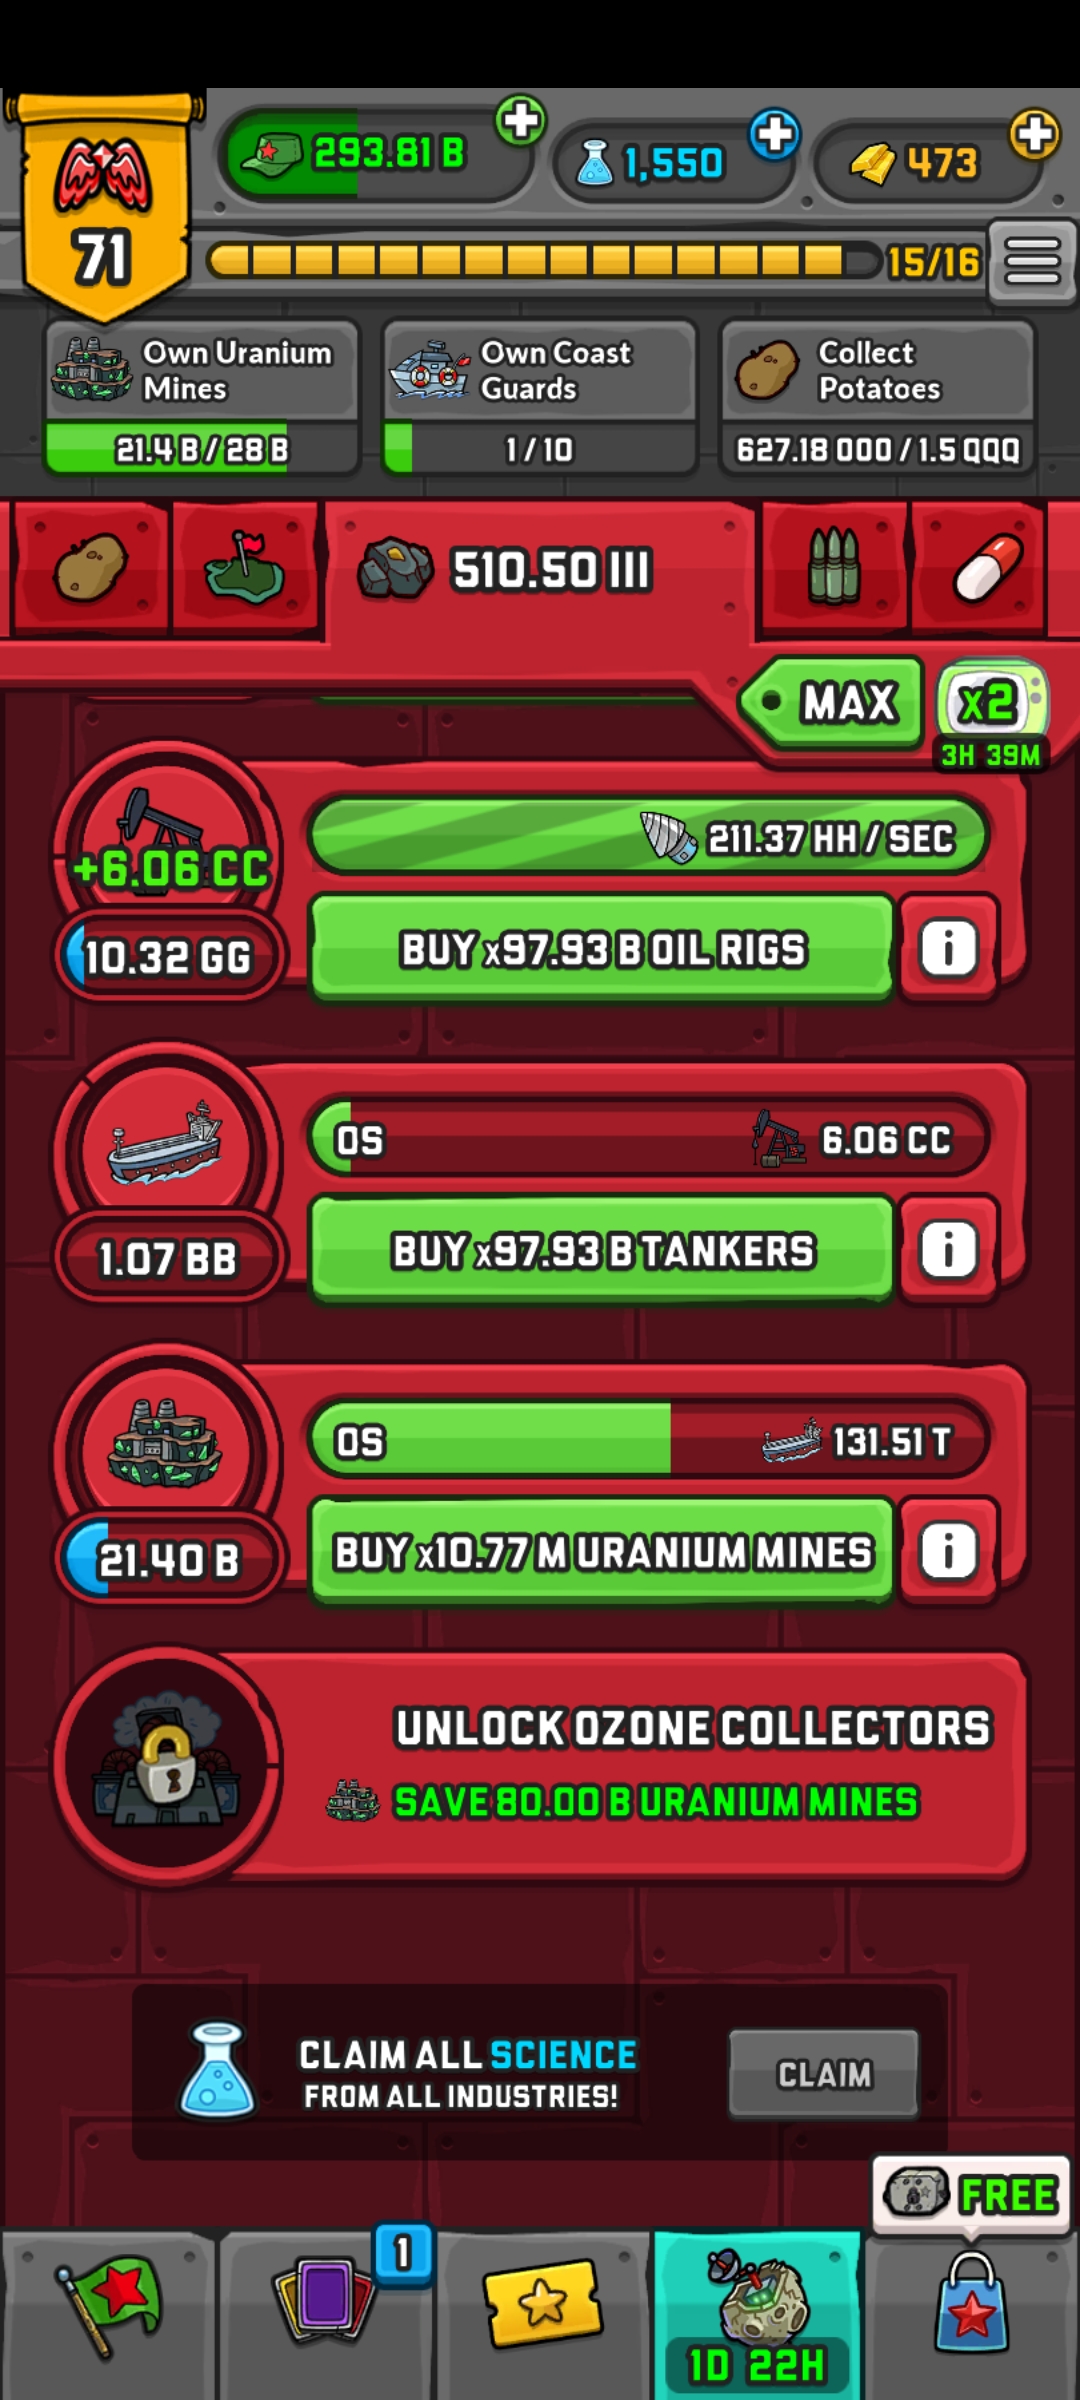 293.81 B
1,550
473
71
15/16
Own Uranium
Mines
21.4 B / 28 B
Own Coast
Guards
1 / 10
Collect
Potatoes
627.18 OOO / 1.5 QQQ
510.50 III
MAX
x2
3H 39M
+6.06 CC
10.32 GG
211.37 HH / SEC
BUY x97.93 B OIL RIGS
i
0S
6.06 CC
1.07 BB
BUY x97.93 B TANKERS
i
0S
131.51 T
21.40 B
BUY x10.77 M URANIUM MINES
i
UNLOCK OZONE COLLECTORS
SAVE 80.00 B URANIUM MINES
CLAIM ALL SCIENCE
FROM ALL INDUSTRIES!
CLAIM
FREE
1
1D 22H